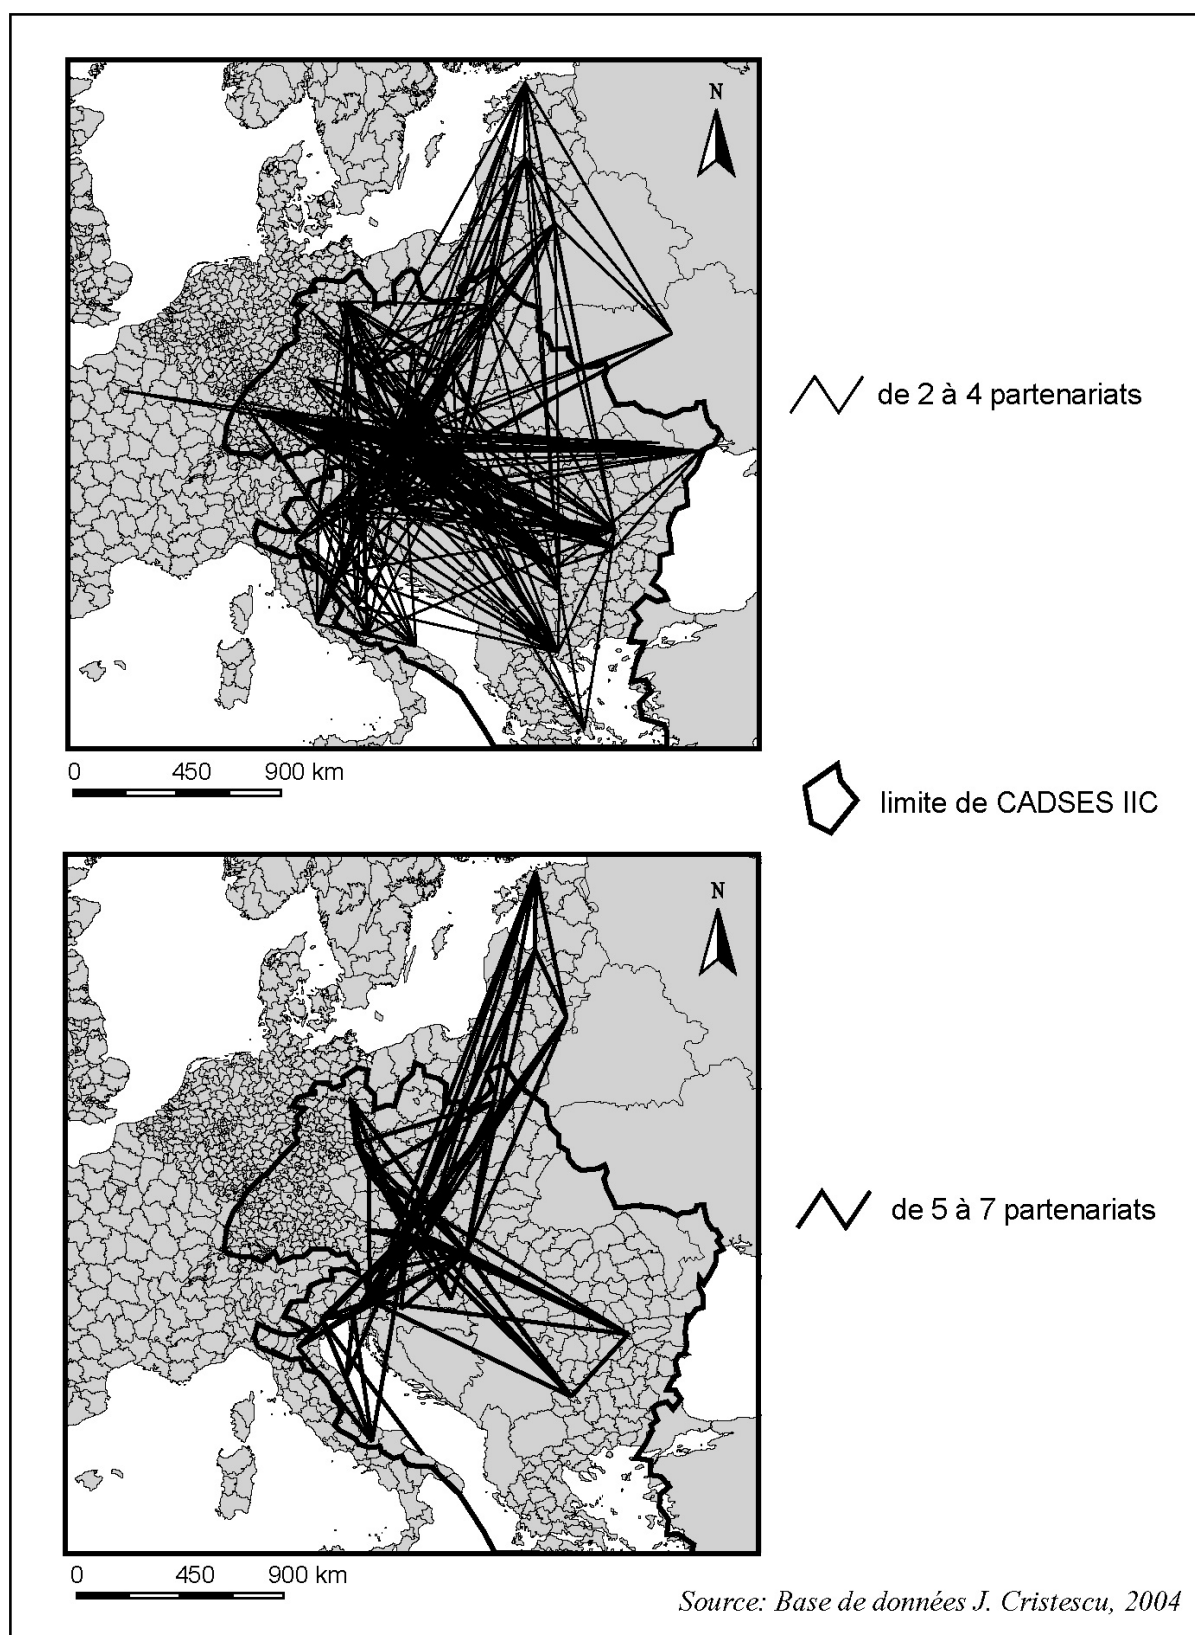 N
de 2 à 4 partenariats
0 450 900 km
limite de CADSES IIC
N
de 5 à 7 partenariats
0 450 900 km
Source: Base de données J. Cristescu, 2004